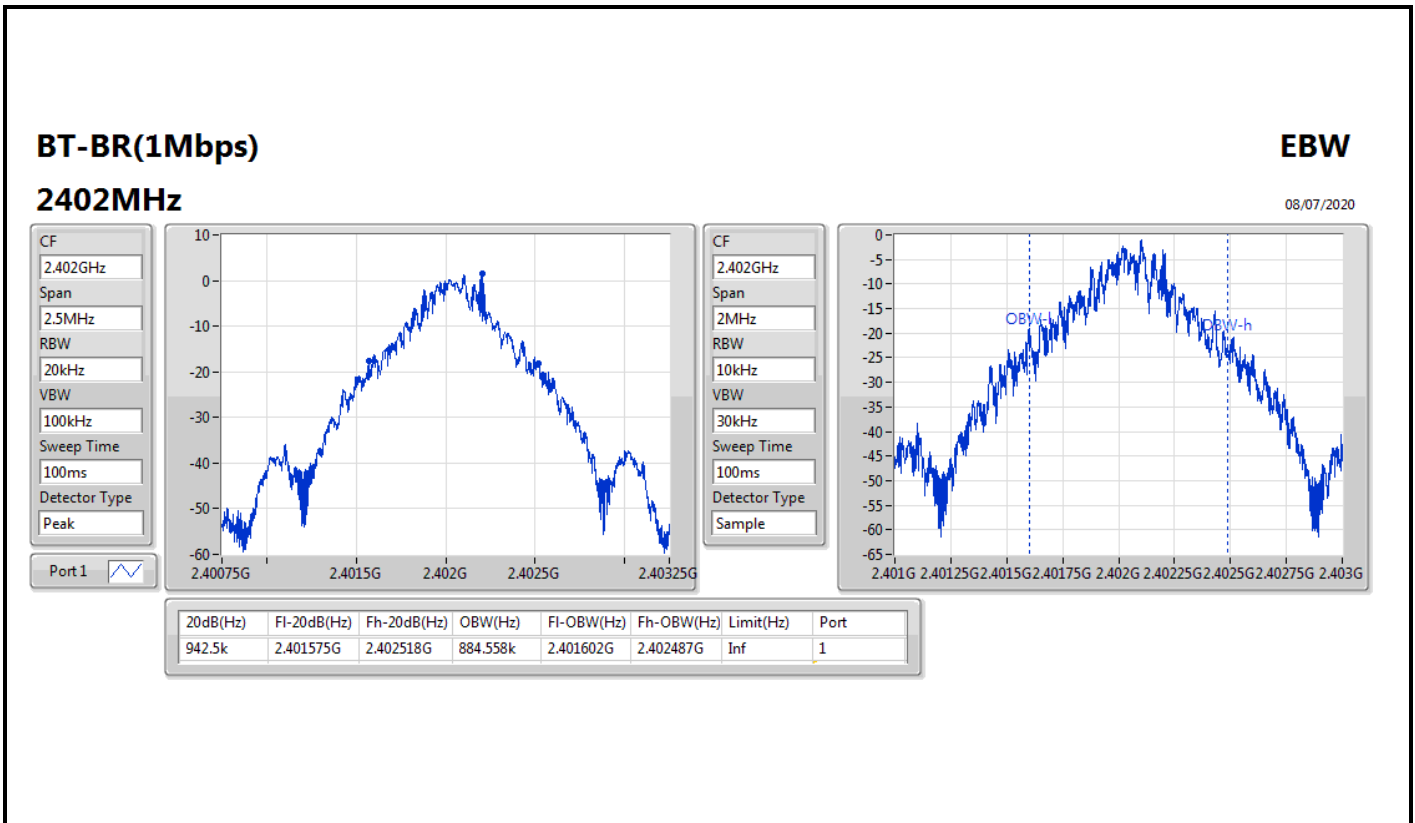 BT-BR(1Mbps)
EBW
2402MHz
08/07/2020
CF
2.402GHz
Span
2.5MHz
RBW
20kHz
VBW
100kHz
Sweep Time
100ms
Detector Type
Peak
Port 1
10
0
-10
-20
-30
-40
-50
-60
2.40075G 2.4015G 2.402G 2.4025G 2.40325G
CF
2.402GHz
Span
2MHz
RBW
10kHz
VBW
30kHz
Sweep Time
100ms
Detector Type
Sample
0
-5
-10
-15
-20
-25
-30
-35
-40
-45
-50
-55
-60
-65
OBW-h
2.401G 2.40125G 2.4015G 2.40175G 2.402G 2.40225G 2.4025G 2.40275G 2.403G
20dB(Hz) Fl-20dB(Hz) Fh-20dB(Hz) OBW(Hz) Fl-OBW(Hz) Fh-OBW(Hz) Limit(Hz) Port
942.5k 2.401575G 2.402518G 884.558k 2.401602G 2.402487G Inf 1